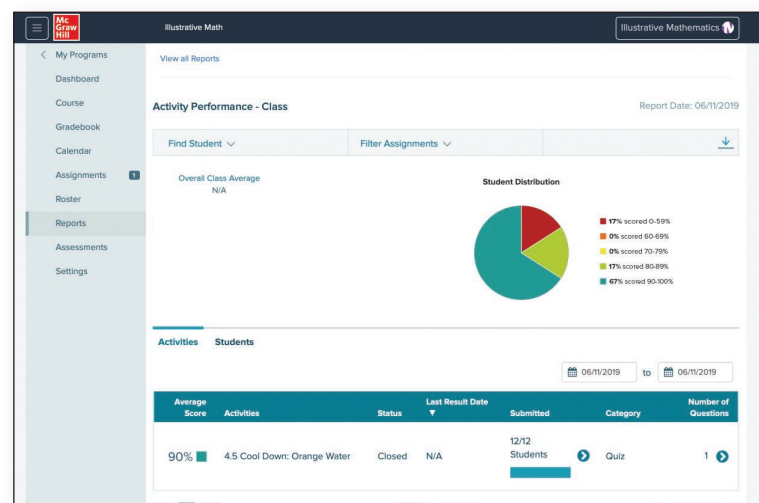 Mc
Graw
Hill
Illustrative Math
Illustrative Mathematics
My Programs
Dashboard
Course
Gradebook
Calendar
Assignments 1
Roster
Reports
Assessments
Settings
View all Reports
Activity Performance - Class
Report Date: 06/11/2019
Find Student
Filter Assignments
Overall Class Average
N/A
Student Distribution
17% scored 0-59%
0% scored 60-69%
0% scored 70-79%
17% scored 80-89%
67% scored 90-100%
Activities Students
06/11/2019 to 06/11/2019
Average Score Activities Status Last Result Date ▼ Submitted Category Number of Questions
90% 4.5 Cool Down: Orange Water Closed N/A 12/12 Students Quiz 1